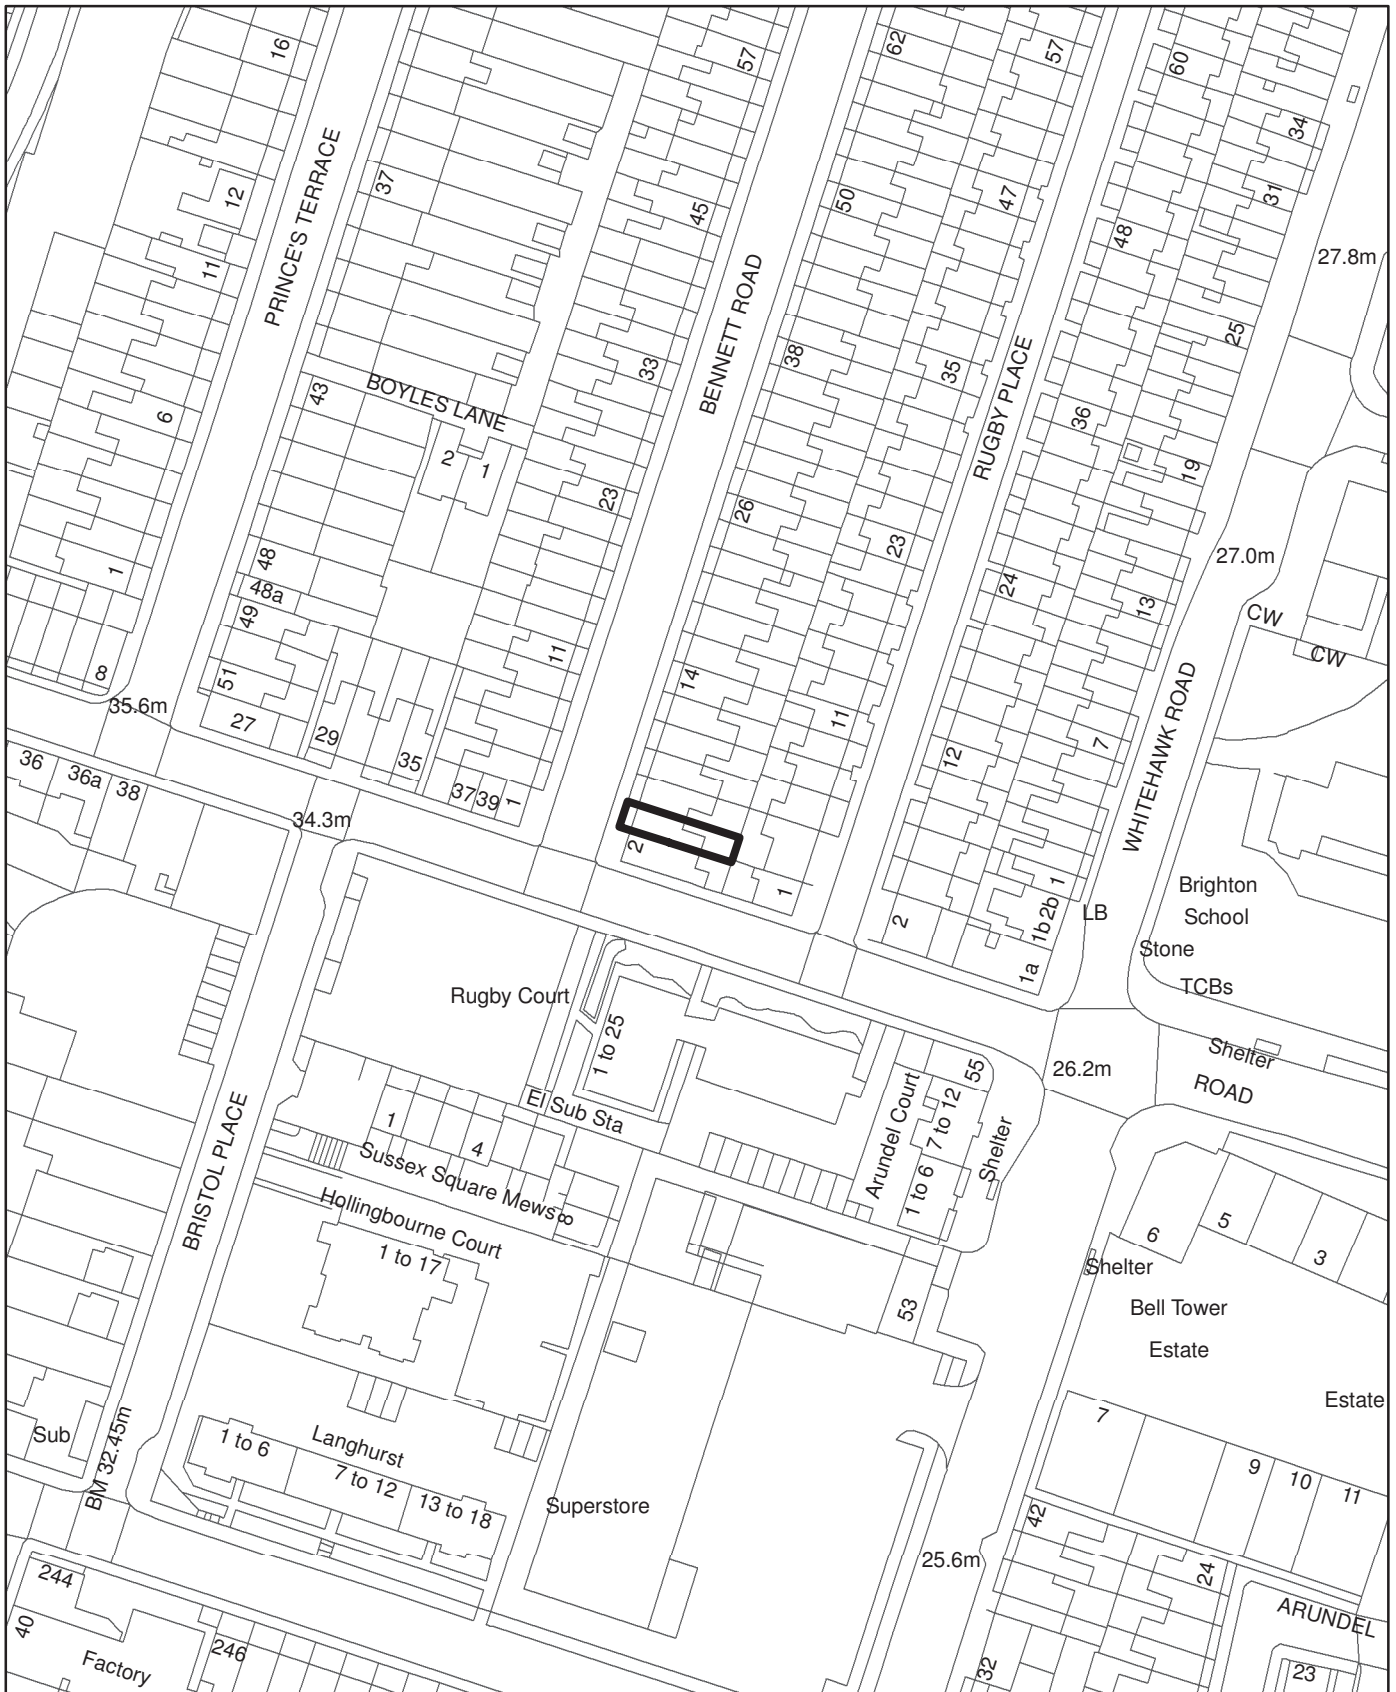 16
57
62
57
60
34
12
37
50
45
47
31
48
PRINCE'S TERRACE
27.8m
11
BENNETT ROAD
25
33
38
35
RUGBY PLACE
43
BOYLES LANE
6
36
2
1
19
23
26
23
48
27.0m
1
48a
24
13
49
CW
CW
11
8
51
14
WHITEHAWK ROAD
35.6m
27
29
11
7
36
36a
38
35
12
37
39
1
34.3m
2
1
1
Brighton
School
2
1b
2b
LB
Stone
1a
TCBs
Rugby Court
1 to 25
Shelter
26.2m
ROAD
55
El Sub Sta
1
4
Arundel Court
7 to 12
Shelter
BRISTOL PLACE
Sussex Square Mews
1 to 6
8
Hollingbourne Court
1 to 17
6
5
3
Shelter
53
Bell Tower
Estate
Estate
Sub
BM 32.45m
1 to 6
Langhurst
7 to 12
13 to 18
7
9
10
11
Superstore
42
25.6m
24
244
ARUNDEL
40
246
Factory
32
23